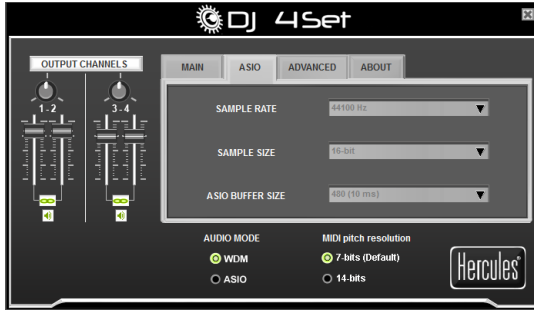 DJ 4Set
OUTPUT CHANNELS
1 - 2
3 - 4
MAIN
ASIO
ADVANCED
ABOUT
SAMPLE RATE
44100 Hz
SAMPLE SIZE
16-bit
ASIO BUFFER SIZE
480 (10 ms)
AUDIO MODE
WDM
ASIO
MIDI pitch resolution
7-bits (Default)
14-bits
Hercules